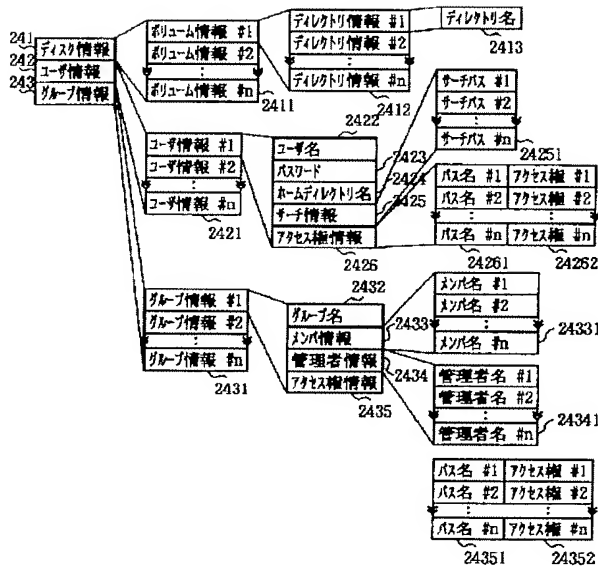 241
ディスク情報
242
ユーザ情報
243
グループ情報
ボリューム情報 #1
ボリューム情報 #2
⋮
ボリューム情報 #n
2411
ディレクトリ情報 #1
ディレクトリ情報 #2
⋮
ディレクトリ情報 #n
2412
ディレクトリ名
2413
ユーザ情報 #1
ユーザ情報 #2
⋮
ユーザ情報 #n
2421
2422
ユーザ名
パスワード
2423
ホームディレクトリ名
2424
サーチ情報
2425
アクセス権情報
2426
サーチパス #1
サーチパス #2
⋮
サーチパス #n
24251
パス名 #1 アクセス権 #1
パス名 #2 アクセス権 #2
⋮ ⋮
パス名 #n アクセス権 #n
24261 24262
グループ情報 #1
グループ情報 #2
⋮
グループ情報 #n
2431
2432
グループ名
メンバ情報
2433
管理者情報
2434
アクセス権情報
2435
メンバ名 #1
メンバ名 #2
⋮
メンバ名 #n
24331
管理者名 #1
管理者名 #2
⋮
管理者名 #n
24341
パス名 #1 アクセス権 #1
パス名 #2 アクセス権 #2
⋮ ⋮
パス名 #n アクセス権 #n
24351 24352